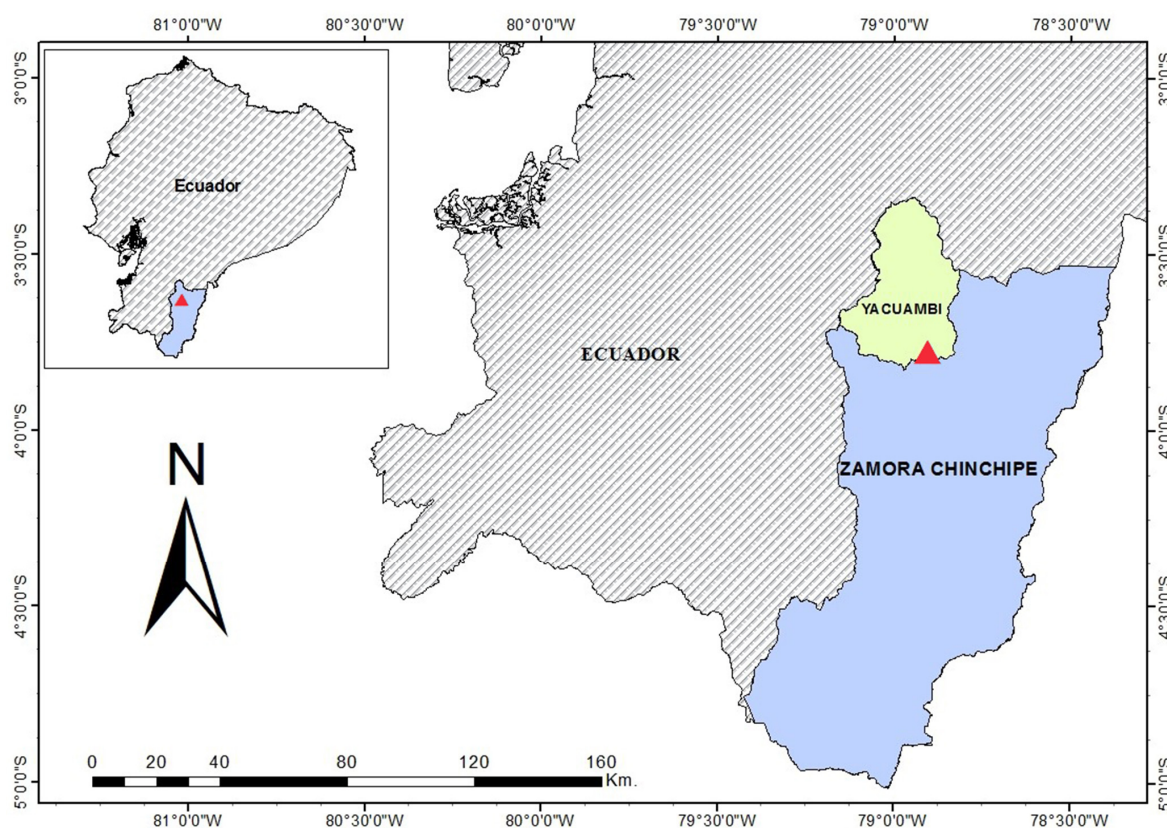 81°0'0"W 80°30'0"W 80°0'0"W 79°30'0"W 79°0'0"W 78°30'0"W
3°0'0"S 3°0'0"S
Ecuador
3°30'0"S 3°30'0"S
YACUAMBI
ECUADOR
4°0'0"S 4°0'0"S
N
ZAMORA CHINCHIPE
4°30'0"S 4°30'0"S
0 20 40 80 120 160
Km.
5°0'0"S 5°0'0"S
81°0'0"W 80°30'0"W 80°0'0"W 79°30'0"W 79°0'0"W 78°30'0"W